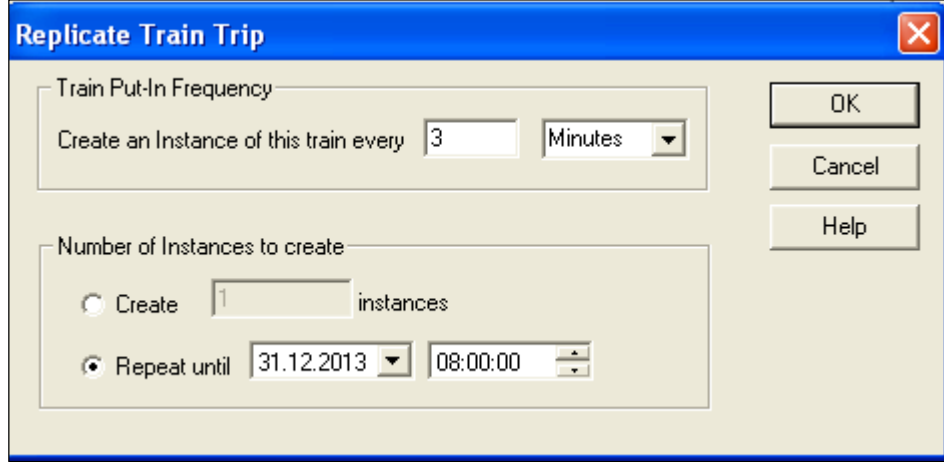 Replicate Train Trip
Train Put-In Frequency
Create an Instance of this train every 3 Minutes
OK
Cancel
Help
Number of Instances to create
Create 1 instances
Repeat until 31.12.2013 08:00:00